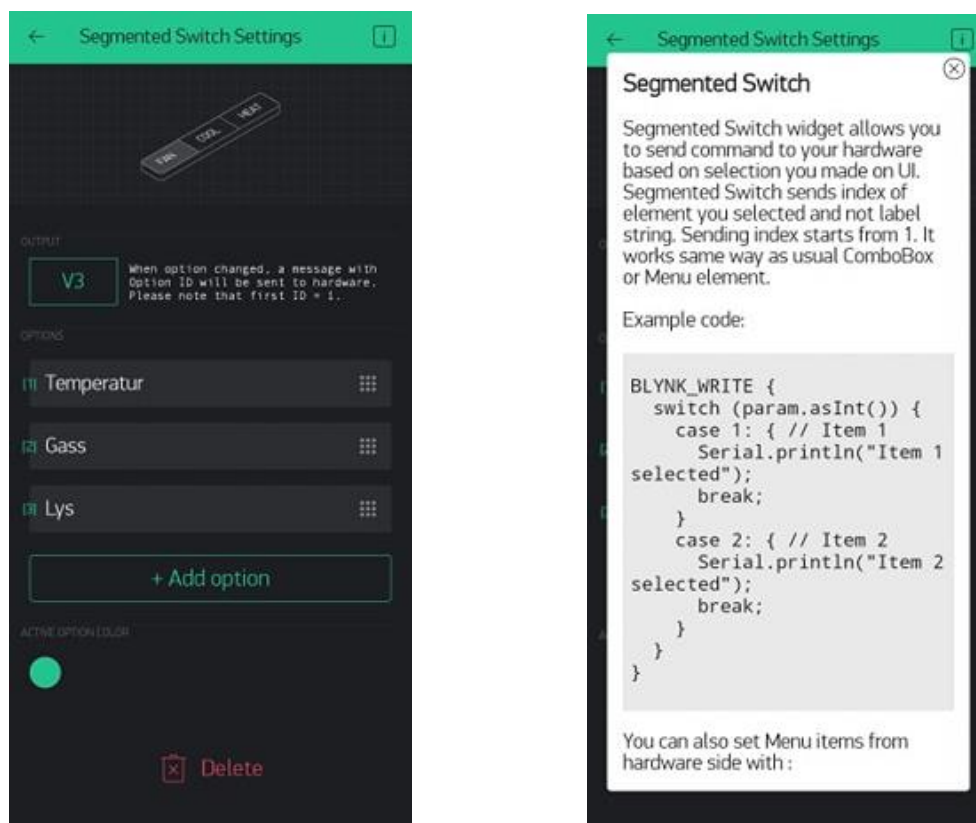 Segmented Switch Settings
i
FAN
COOL
HEAT
OUTPUT
V3
When option changed, a message with
Option ID will be sent to hardware.
Please note that first ID = 1.
OPTIONS
[1] Temperatur
[2] Gass
[3] Lys
+ Add option
ACTIVE OPTION COLOR
Delete
Segmented Switch Settings
i
Segmented Switch
Segmented Switch widget allows you
to send command to your hardware
based on selection you made on UI.
Segmented Switch sends index of
element you selected and not label
string. Sending index starts from 1. It
works same way as usual ComboBox
or Menu element.
Example code:
BLYNK_WRITE {
switch (param.asInt()) {
case 1: { // Item 1
Serial.println("Item 1
selected");
break;
}
case 2: { // Item 2
Serial.println("Item 2
selected");
break;
}
}
}
You can also set Menu items from
hardware side with :